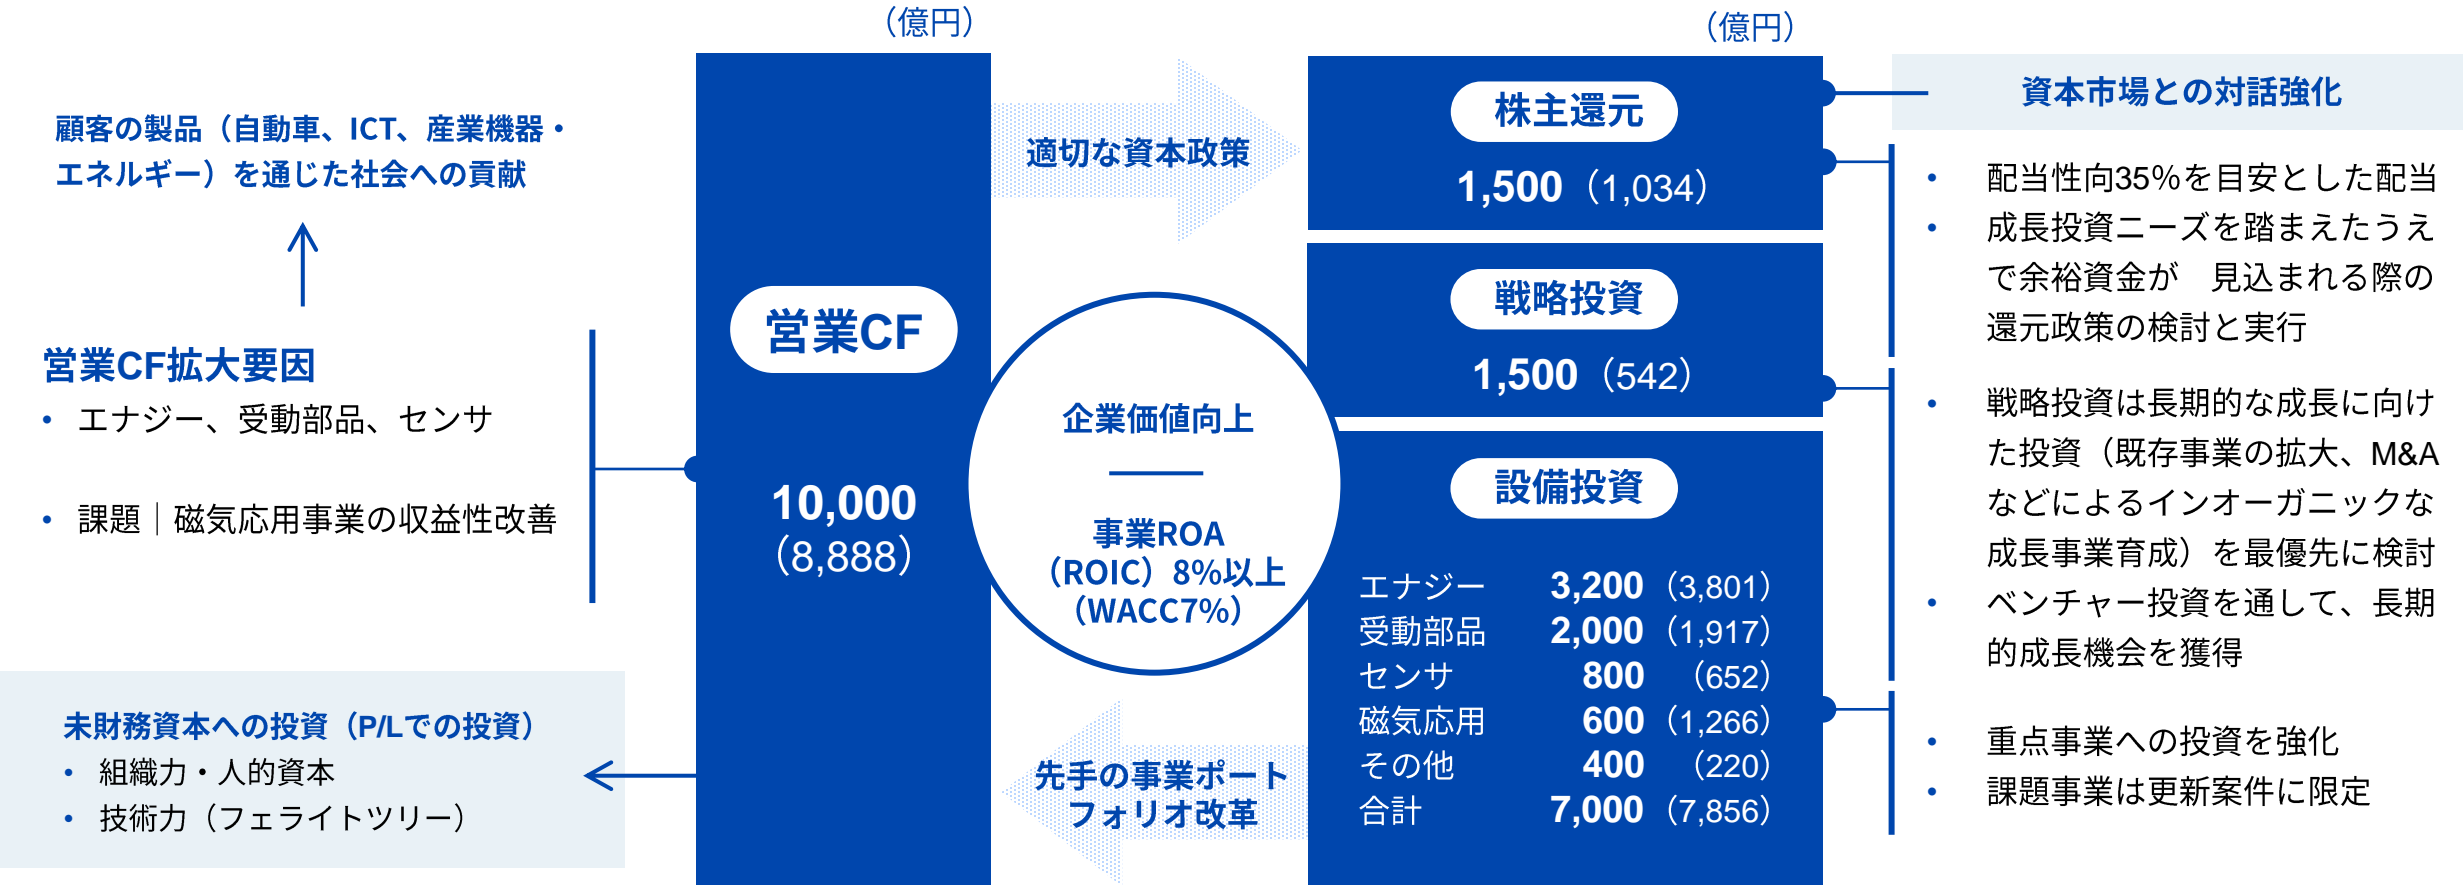 顧客の製品（自動車、ICT、産業機器・
エネルギー）を通じた社会への貢献
営業CF拡大要因
• エナジー、受動部品、センサ
• 課題｜磁気応用事業の収益性改善
未財務資本への投資（P/Lでの投資）
• 組織力・人的資本
• 技術力（フェライトツリー）
（億円）
営業CF
10,000
（8,888）
適切な資本政策
企業価値向上
事業ROA
（ROIC）8%以上
（WACC7%）
先手の事業ポート
フォリオ改革
（億円）
株主還元
1,500（1,034）
戦略投資
1,500（542）
設備投資
エナジー 3,200（3,801）
受動部品 2,000（1,917）
センサ 800（652）
磁気応用 600（1,266）
その他 400（220）
合計 7,000（7,856）
資本市場との対話強化
• 配当性向35%を目安とした配当
• 成長投資ニーズを踏まえたうえ
で余裕資金が　見込まれる際の
還元政策の検討と実行
• 戦略投資は長期的な成長に向け
た投資（既存事業の拡大、M&A
などによるインオーガニックな
成長事業育成）を最優先に検討
• ベンチャー投資を通して、長期
的成長機会を獲得
• 重点事業への投資を強化
• 課題事業は更新案件に限定